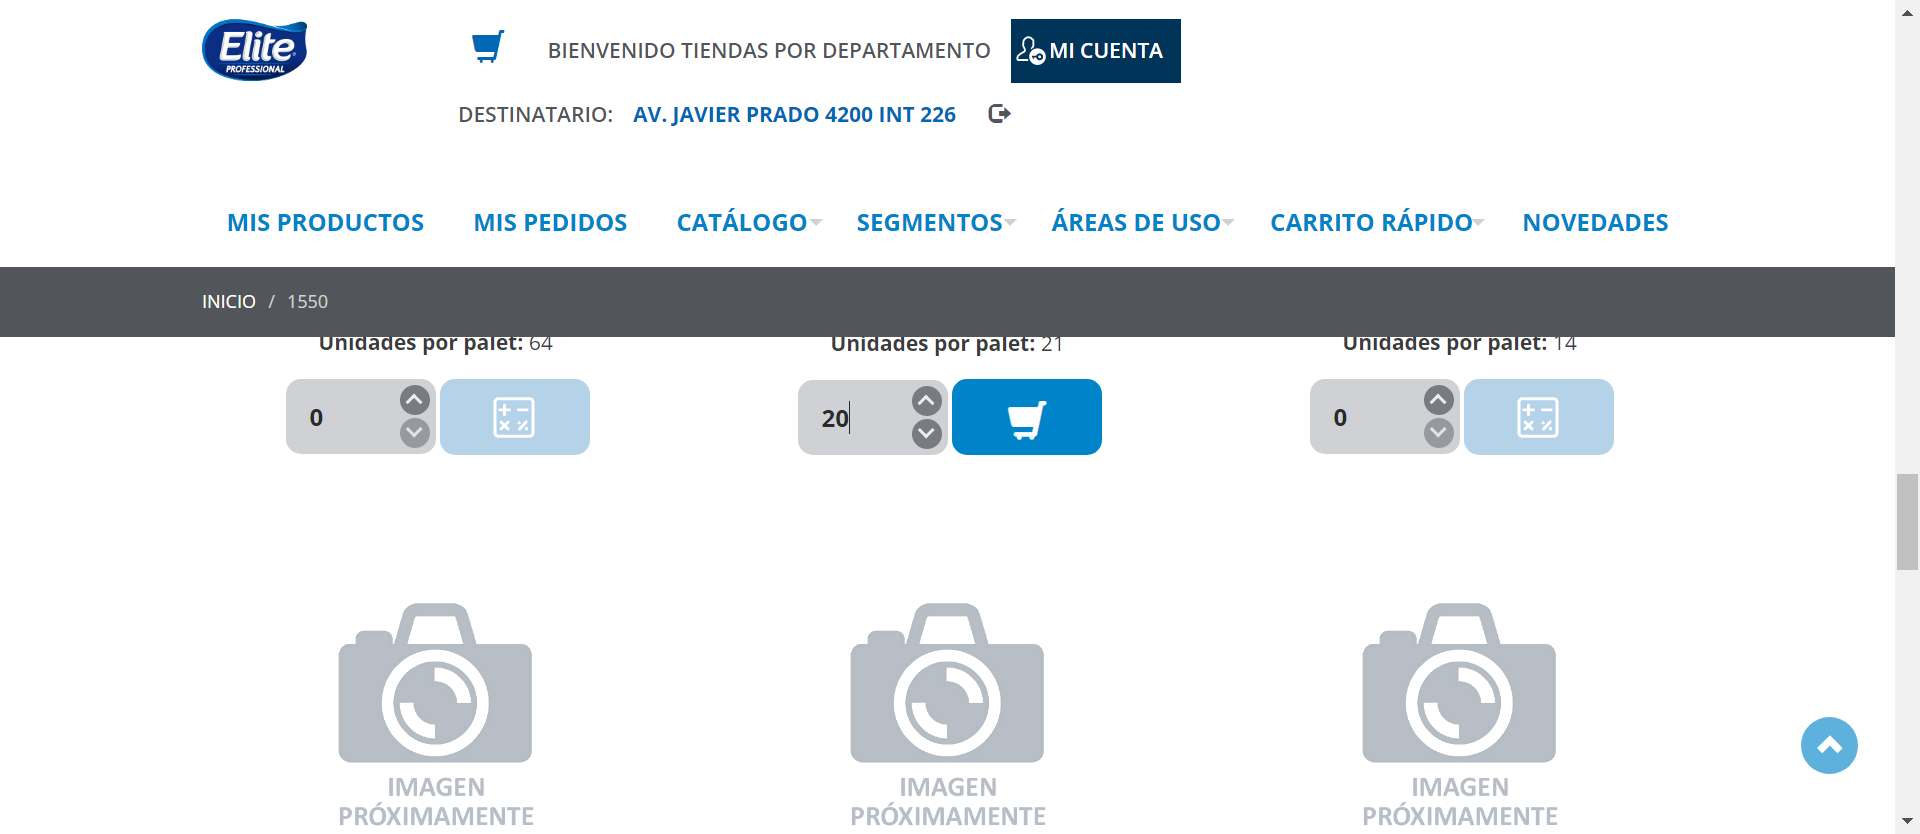 Elite
PROFESSIONAL
BIENVENIDO TIENDAS POR DEPARTAMENTO
MI CUENTA
DESTINATARIO: AV. JAVIER PRADO 4200 INT 226
MIS PRODUCTOS MIS PEDIDOS CATÁLOGO SEGMENTOS ÁREAS DE USO CARRITO RÁPIDO NOVEDADES
INICIO / 1550
Unidades por palet: 64 Unidades por palet: 21 Unidades por palet: 14
0 20 0
IMAGEN IMAGEN IMAGEN
PRÓXIMAMENTE PRÓXIMAMENTE PRÓXIMAMENTE